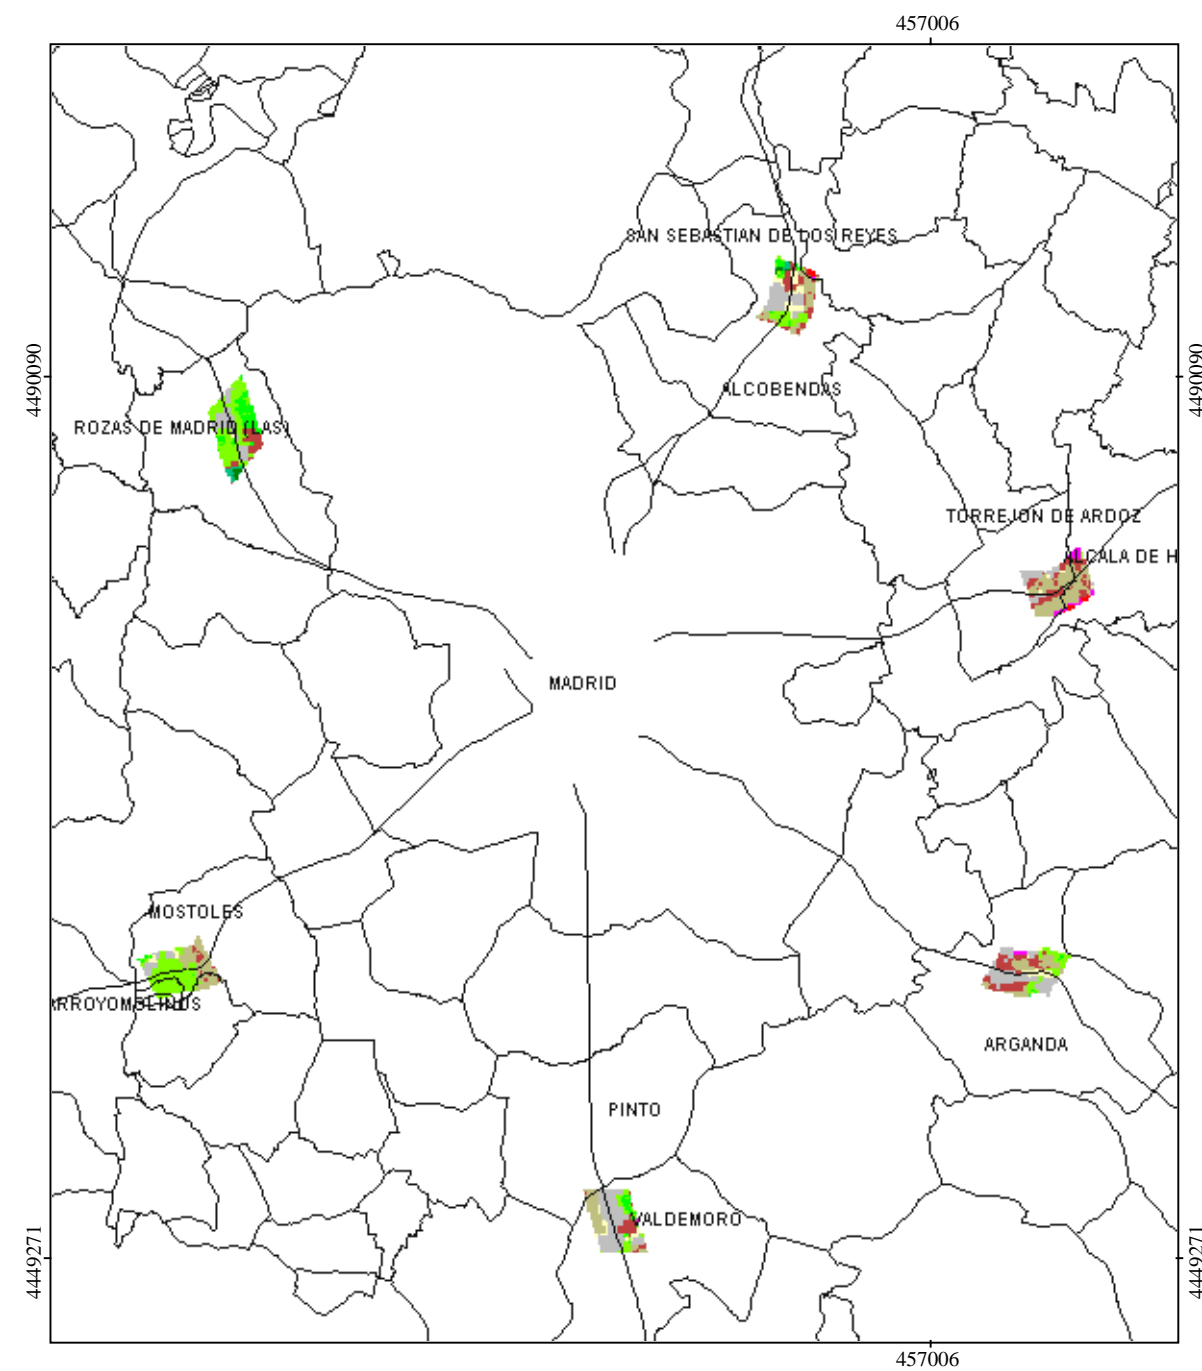 457006
SAN SEBASTIAN DE LOS REYES
4490090
4490090
ALCOBENDAS
ROZAS DE MADRID (LAS)
TORREJON DE ARDOZ
ALCALA DE H
MADRID
MOSTOLES
ARROYOMOLINOS
ARGANDA
PINTO
VALDEMORO
4449271
4449271
457006